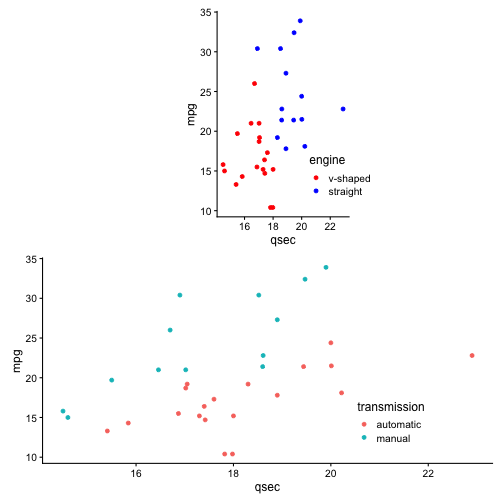 35
30
25
20
15
10
mpg
engine
v-shaped
straight
16 18 20 22
qsec
35
30
25
20
15
10
mpg
transmission
automatic
manual
16 18 20 22
qsec